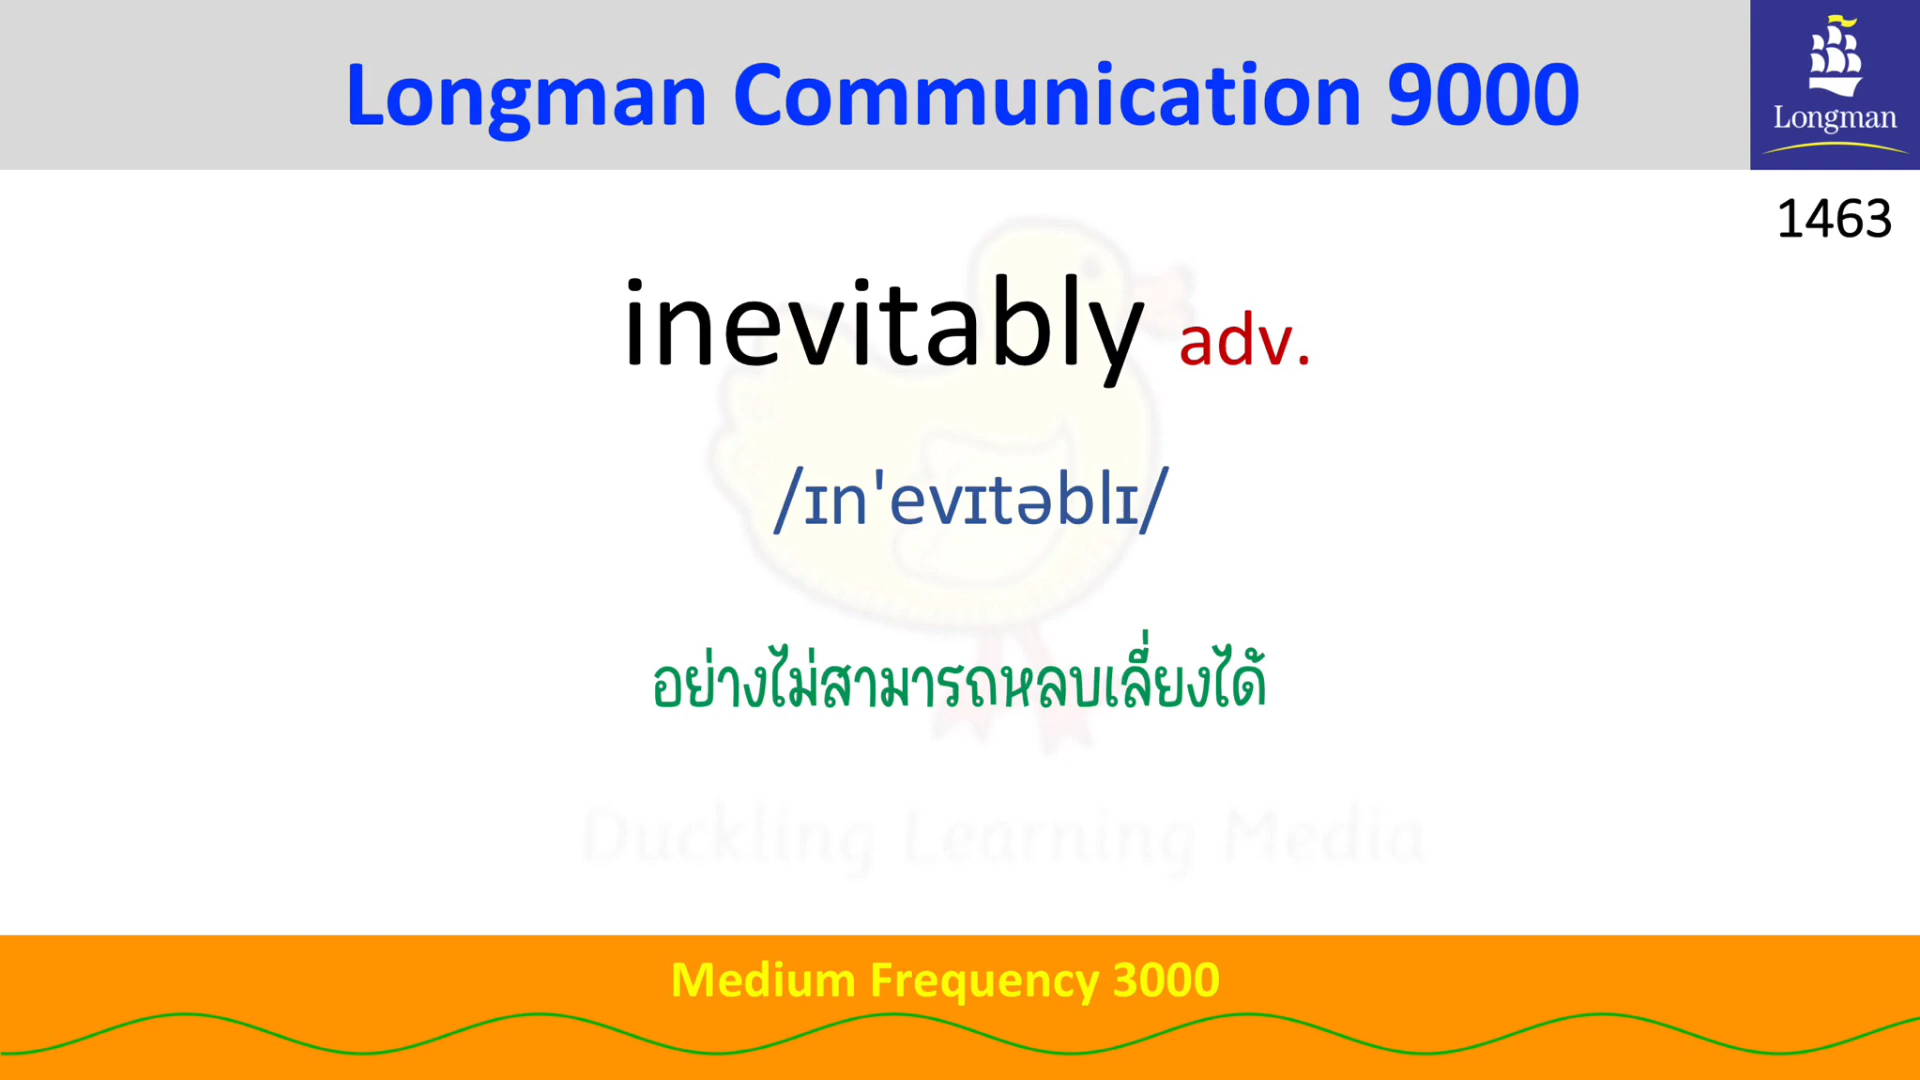 Longman Communication 9000
Longman
1463
inevitably adv.
/ɪn'evɪtəblɪ/
อย่างไม่สามารถหลบเลี่ยงได้
Duckling Learning Media
Medium Frequency 3000